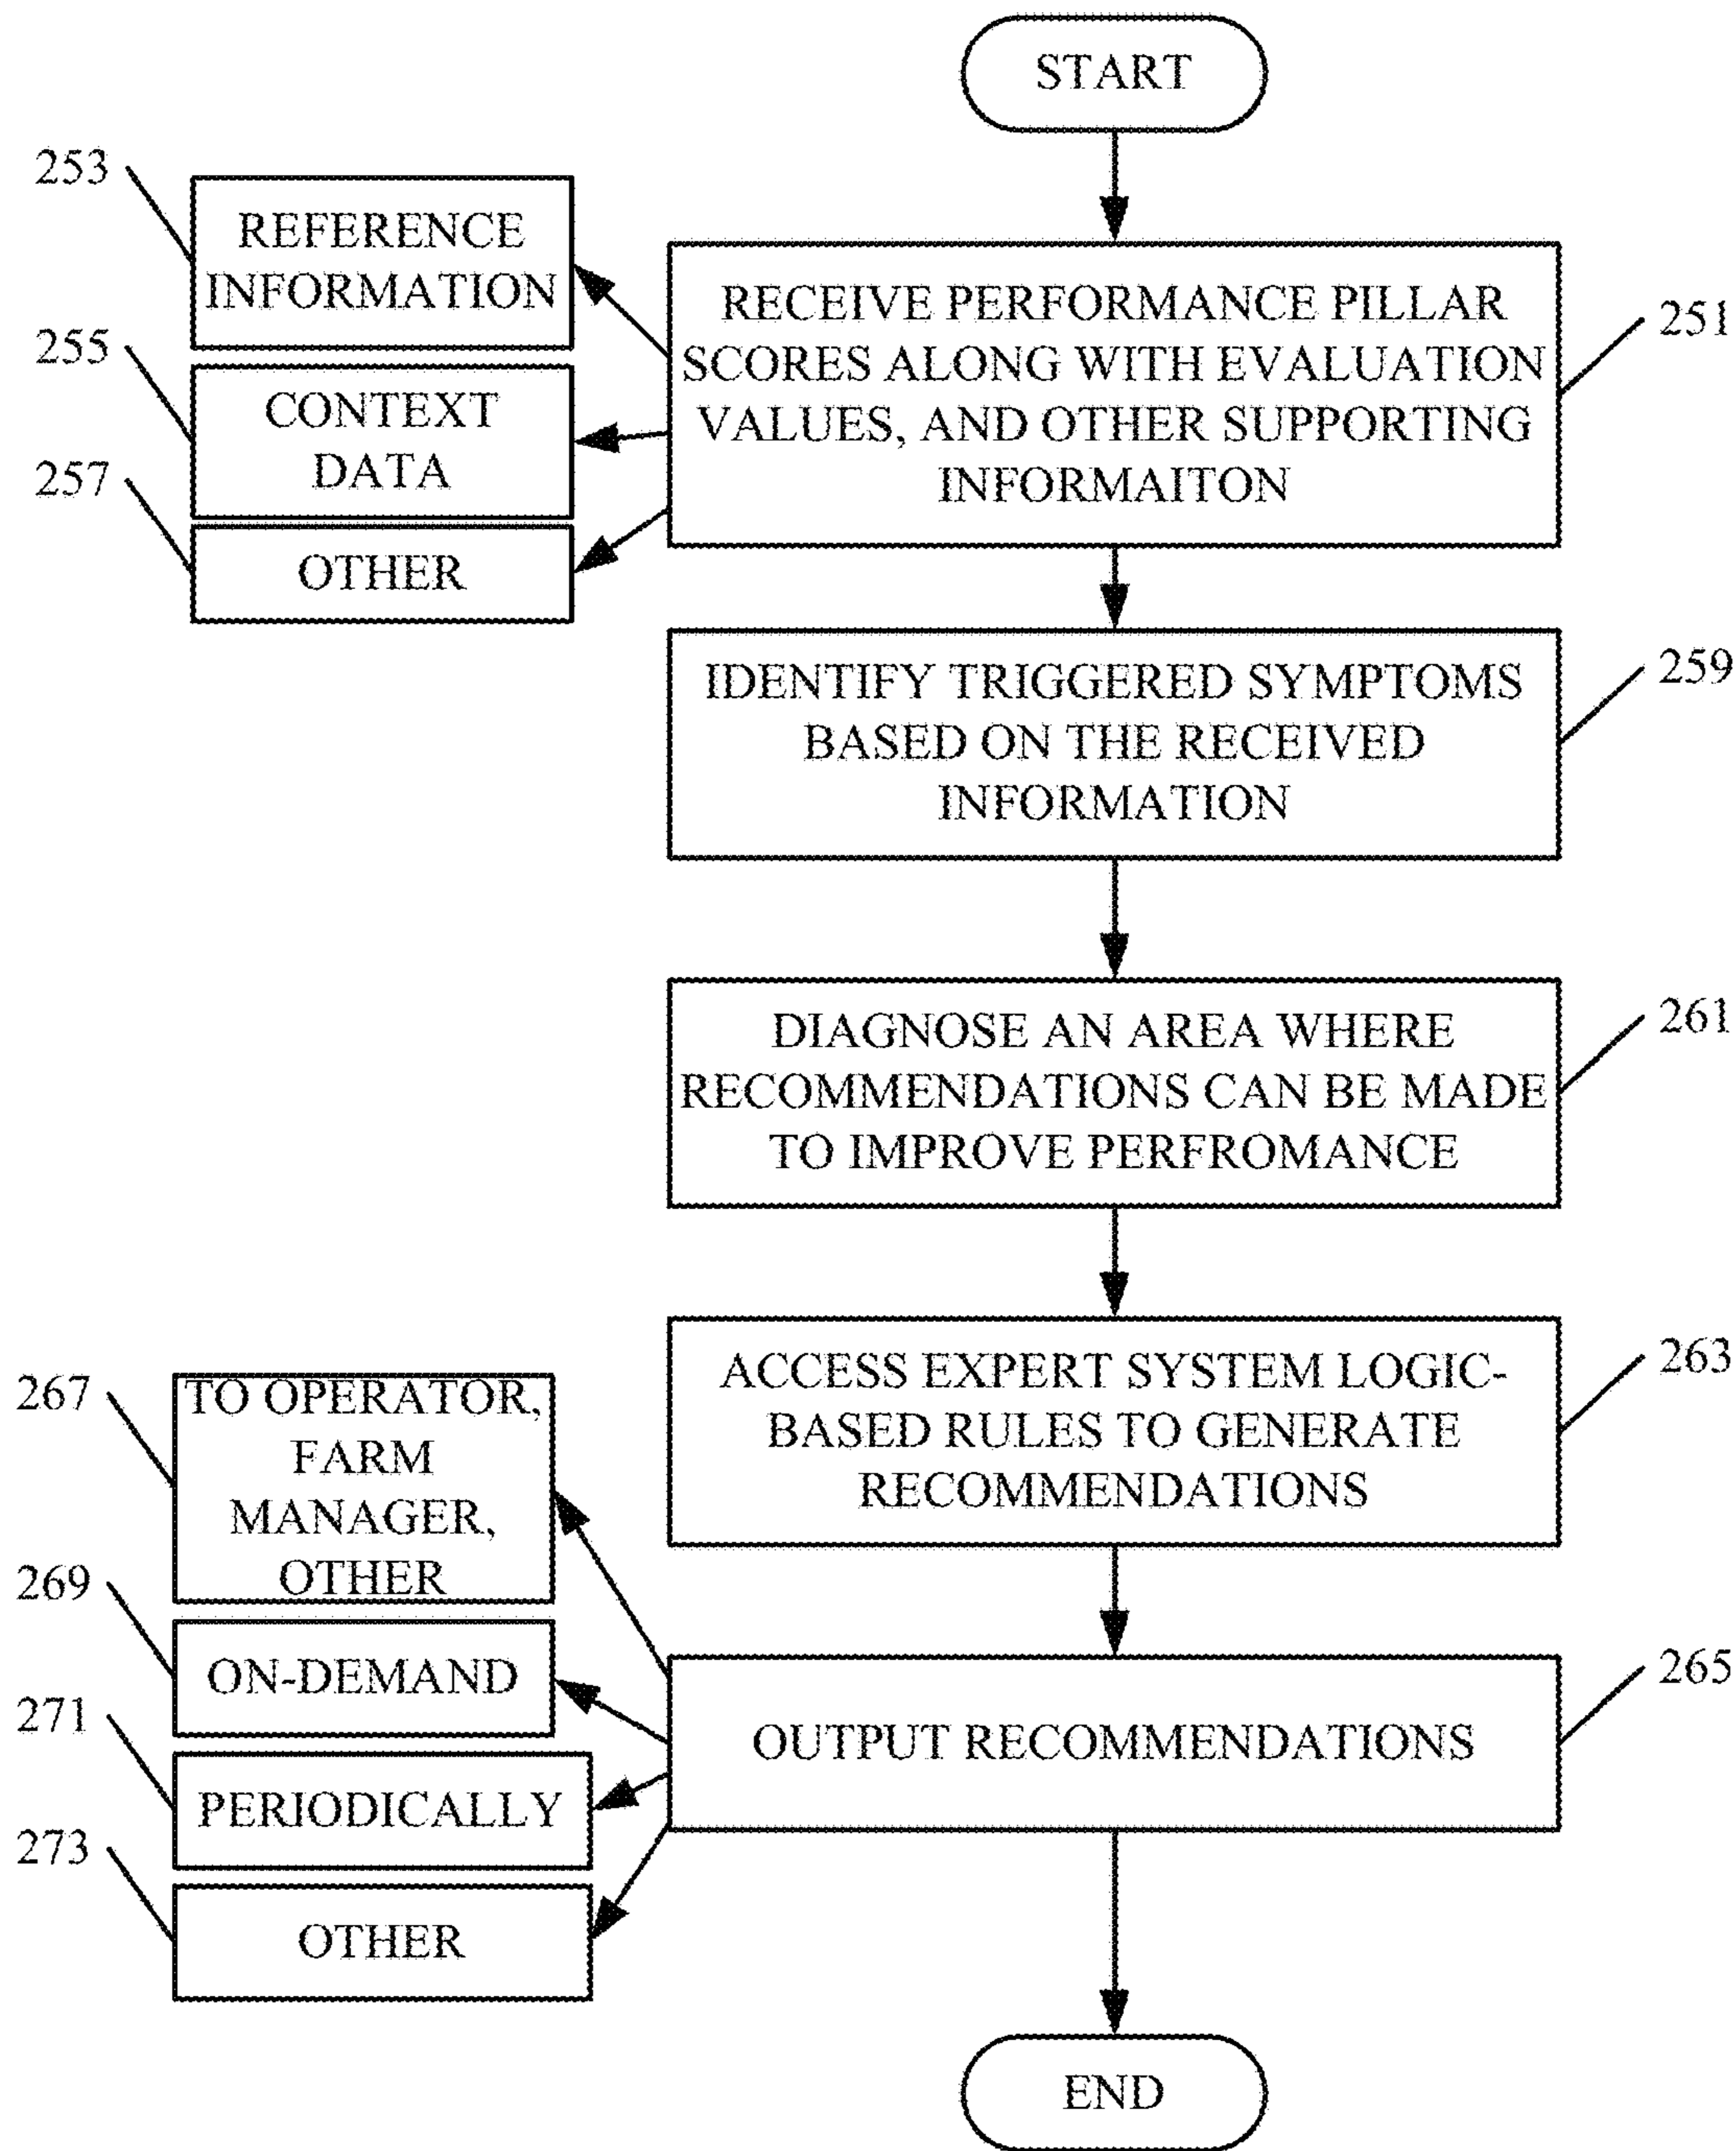 START
253
REFERENCE
INFORMATION
255
CONTEXT
DATA
257
OTHER
RECEIVE PERFORMANCE PILLAR
SCORES ALONG WITH EVALUATION
VALUES, AND OTHER SUPPORTING
INFORMAITON
251
IDENTIFY TRIGGERED SYMPTOMS
BASED ON THE RECEIVED
INFORMATION
259
DIAGNOSE AN AREA WHERE
RECOMMENDATIONS CAN BE MADE
TO IMPROVE PERFROMANCE
261
ACCESS EXPERT SYSTEM LOGIC-
BASED RULES TO GENERATE
RECOMMENDATIONS
263
267
TO OPERATOR,
FARM
MANAGER,
OTHER
269
ON-DEMAND
271
PERIODICALLY
273
OTHER
OUTPUT RECOMMENDATIONS
265
END